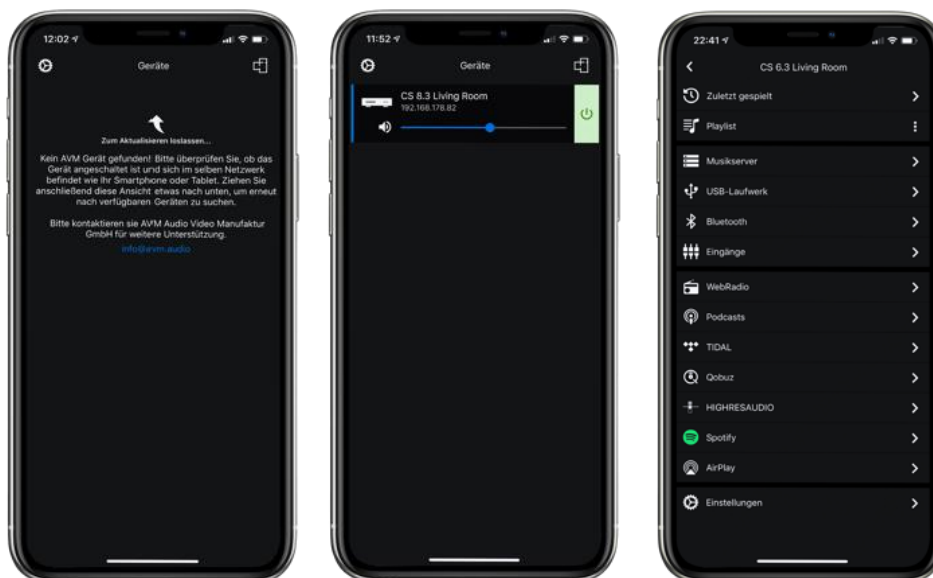 12:02
Geräte
Zum Aktualisieren loslassen...
Kein AVM Gerät gefunden! Bitte überprüfen Sie, ob das
Gerät angeschaltet ist und sich im selben Netzwerk
befindet wie Ihr Smartphone oder Tablet. Ziehen Sie
anschließend diese Ansicht etwas nach unten, um erneut
nach verfügbaren Geräten zu suchen.
Bitte kontaktieren sie AVM Audio Video Manufaktur
GmbH für weitere Unterstützung.
info@avm.audio
11:52
Geräte
CS 8.3 Living Room
192.168.178.82
22:41
CS 6.3 Living Room
Zuletzt gespielt
Playlist
Musikserver
USB-Laufwerk
Bluetooth
Eingänge
WebRadio
Podcasts
TIDAL
Qobuz
HIGHRESAUDIO
Spotify
AirPlay
Einstellungen